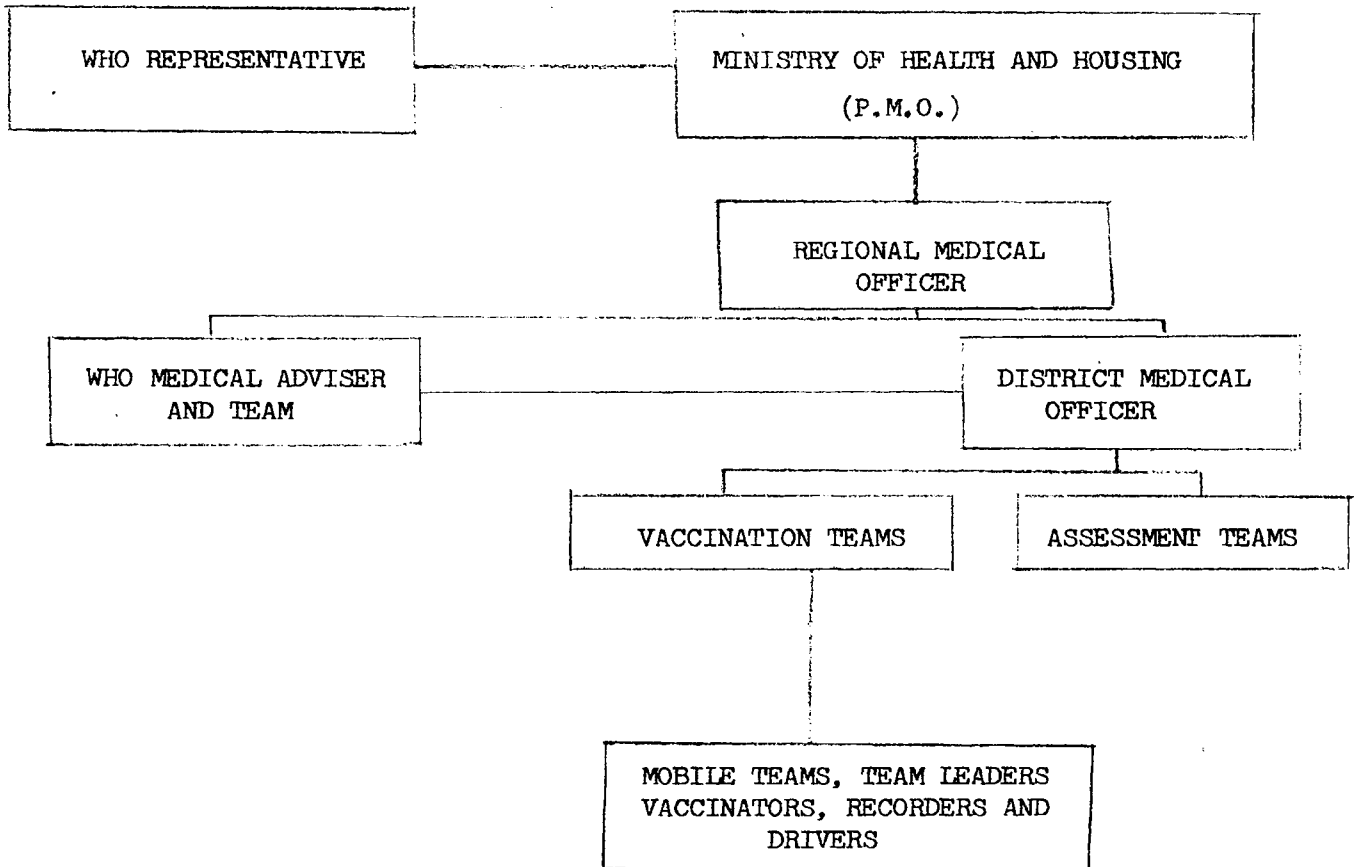 WHO REPRESENTATIVE
MINISTRY OF HEALTH AND HOUSING
(P.M.O.)
REGIONAL MEDICAL
OFFICER
WHO MEDICAL ADVISER
AND TEAM
DISTRICT MEDICAL
OFFICER
VACCINATION TEAMS
ASSESSMENT TEAMS
MOBILE TEAMS, TEAM LEADERS
VACCINATORS, RECORDERS AND
DRIVERS